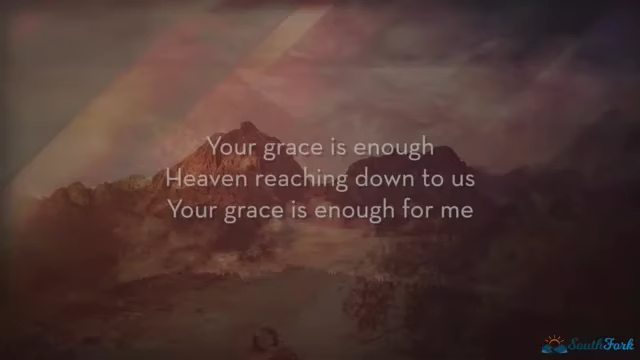 Your grace is enough
Heaven reaching down to us
Your grace is enough for me
SouthFork